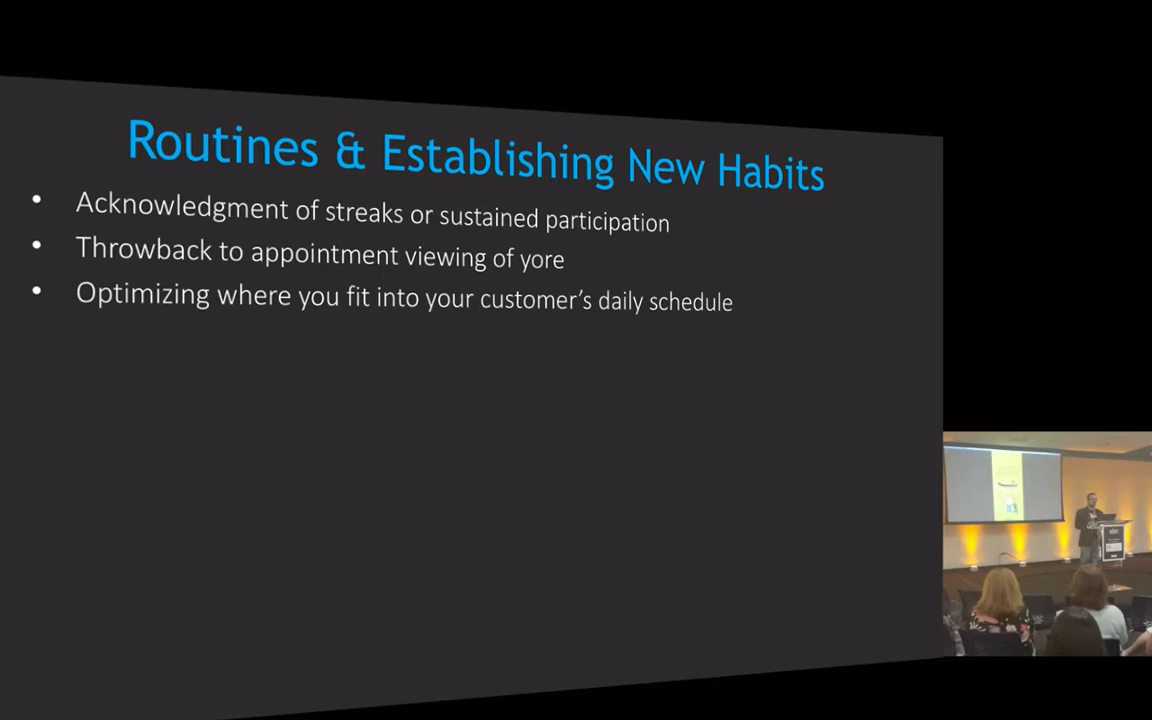 Routines & Establishing New Habits
• Acknowledgment of streaks or sustained participation
• Throwback to appointment viewing of yore
• Optimizing where you fit into your customer's daily schedule